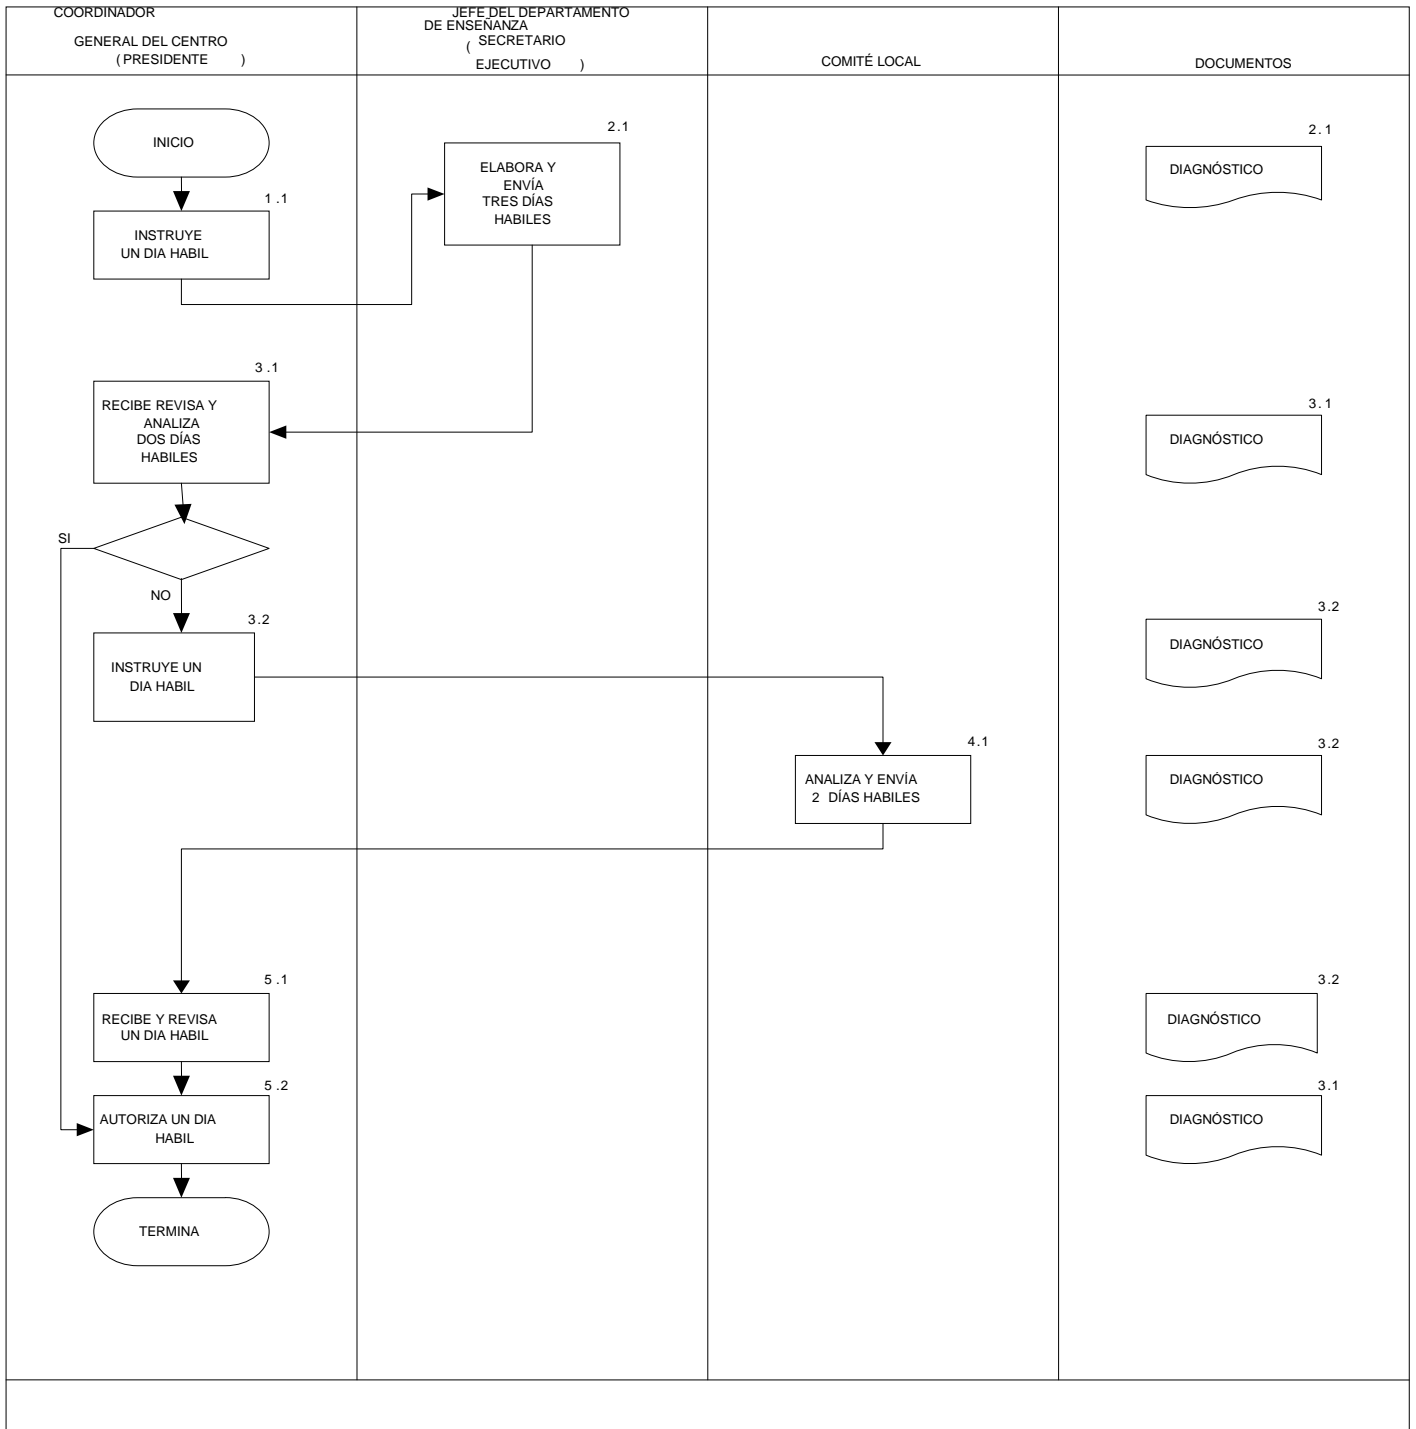 COORDINADOR
GENERAL DEL CENTRO
(PRESIDENTE )
JEFE DEL DEPARTAMENTO
DE ENSEÑANZA
( SECRETARIO
EJECUTIVO )
COMITÉ LOCAL
DOCUMENTOS
INICIO
2.1
ELABORA Y
ENVÍA
TRES DÍAS
HABILES
2.1
DIAGNÓSTICO
1.1
INSTRUYE
UN DIA HABIL
3.1
RECIBE REVISA Y
ANALIZA
DOS DÍAS
HABILES
3.1
DIAGNÓSTICO
SI
NO
3.2
INSTRUYE UN
DIA HABIL
3.2
DIAGNÓSTICO
4.1
ANALIZA Y ENVÍA
2 DÍAS HABILES
3.2
DIAGNÓSTICO
5.1
RECIBE Y REVISA
UN DIA HABIL
3.2
DIAGNÓSTICO
5.2
AUTORIZA UN DIA
HABIL
3.1
DIAGNÓSTICO
TERMINA